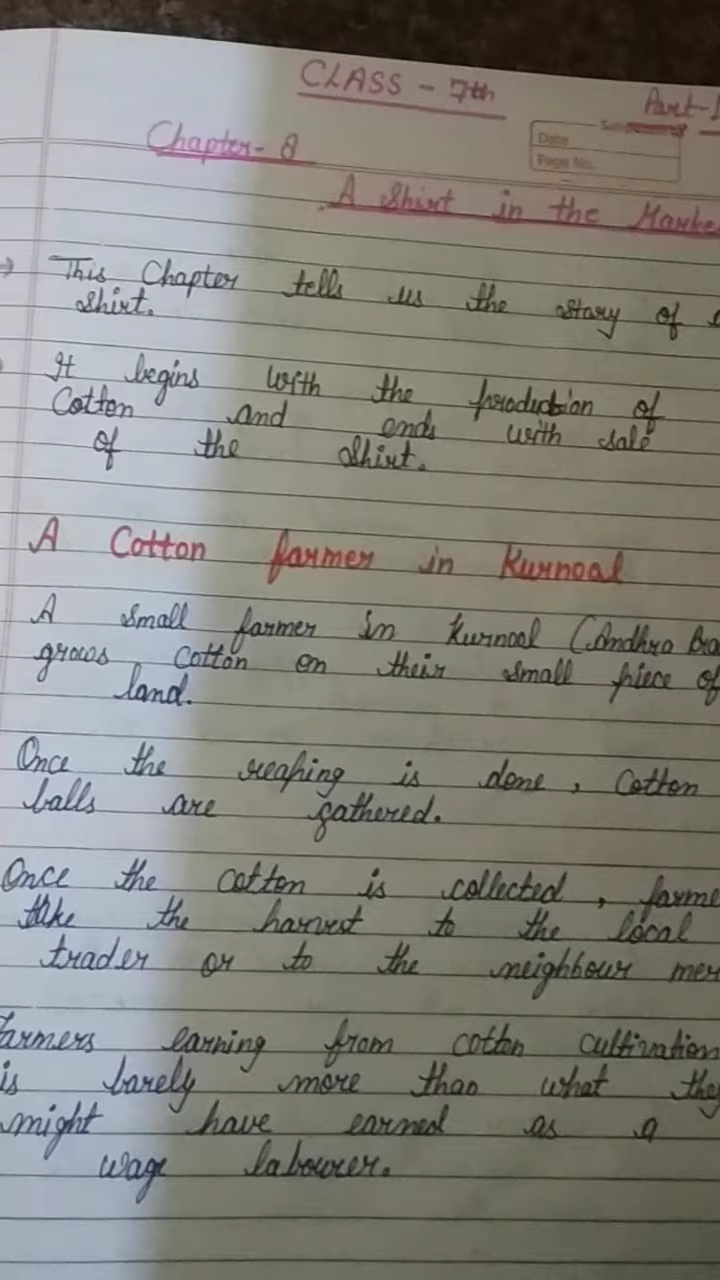 CLASS - 7th
Part-
Date
Page No.
Chapter- 8
A Shirt in the Marke
→ This Chapter tells us the story of a
Shirt.
It begins with the production of
Cotton and ends with sale
of the Shirt.
A Cotton farmer in Kurnoal
A small farmer in Kurnool (Andhra Pra
grows cotton on their small piece of
land.
Once the reaping is done, Cotton
balls are gathered.
Once the cotton is collected, farme
take the harvest to the local
trader or to the neighbour mer
farmers earning from cotton cultivation
is barely more than what they
might have earned as a
wage labourer.